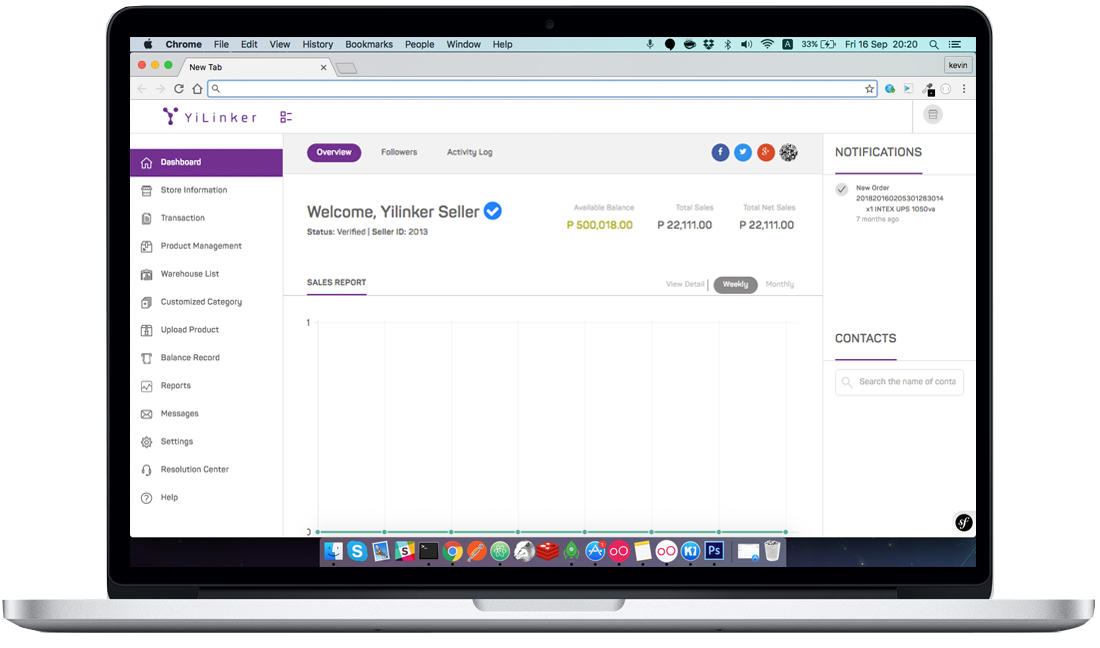 Chrome File Edit View History Bookmarks People Window Help
A 33% Fri 16 Sep 20:20
New Tab
kevin
YiLinker
Overview Followers Activity Log
f
8+
NOTIFICATIONS
Dashboard
Store Information
Transaction
Product Management
Warehouse List
Customized Category
Upload Product
Balance Record
Reports
Messages
Settings
Resolution Center
Help
Welcome, Yilinker Seller
Status: Verified | Seller ID: 2013
Available Balance
P 500,018.00
Total Sales
P 22,111.00
Total Net Sales
P 22,111.00
SALES REPORT
View Detail | Weekly Monthly
1
0
New Order
201820160205301283014
x1 INTEX UPS 1050va
7 months ago
CONTACTS
Search the name of conta
sf
S
S
Ps